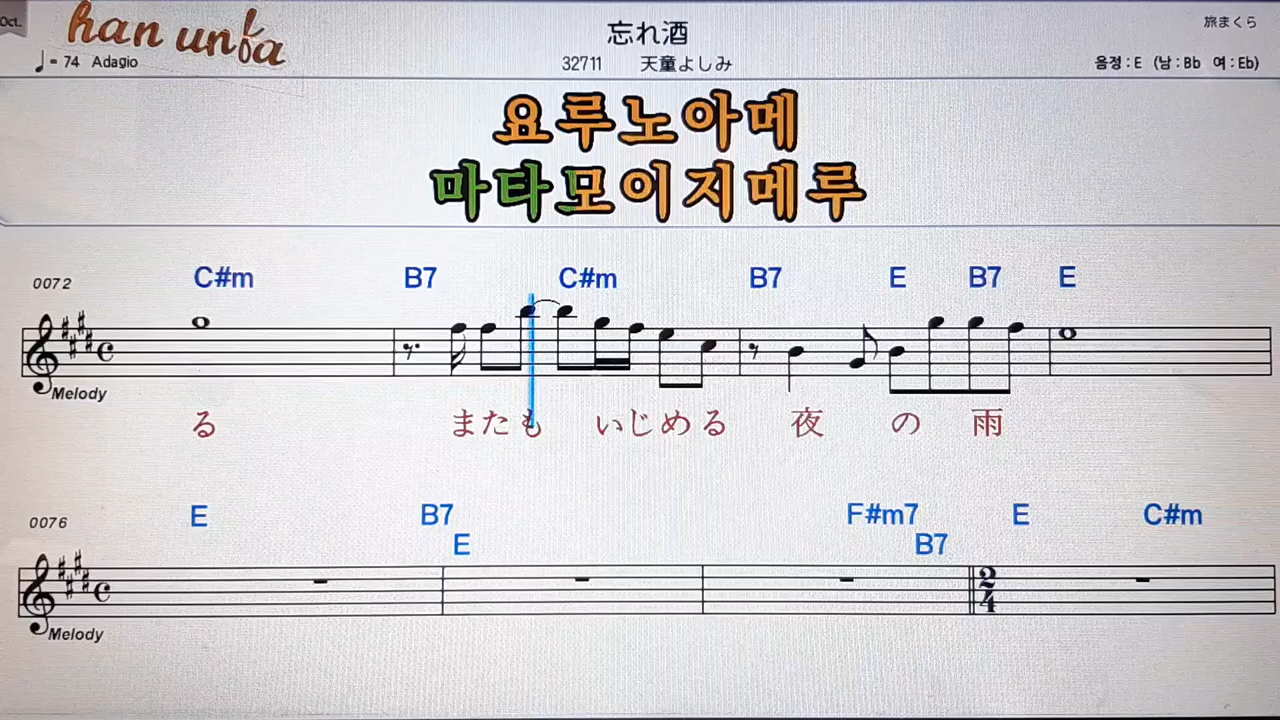 Oct.
han unfa
♩= 74 Adagio
忘れ酒
32711 天童よしみ
旅まくら
음정 : E (남 : Bb 여 : Eb)
요루노아메
마타모이지메루
0072
C#m B7 C#m B7 E B7 E
Melody
る またも いじめる 夜 の 雨
0076
E B7 F#m7 E C#m
E B7
2
4
Melody